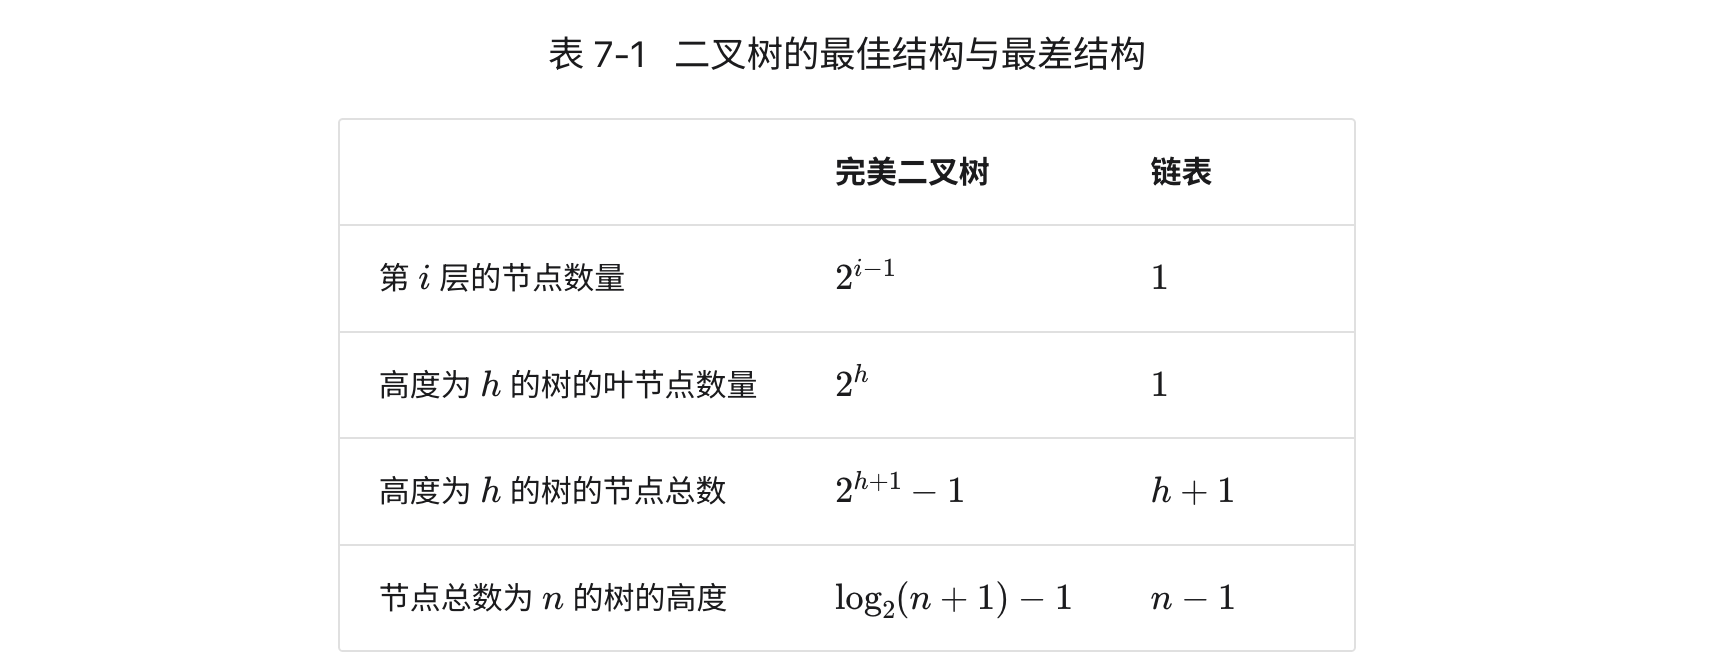 表 7-1 二叉树的最佳结构与最差结构
完美二叉树 链表
第 i 层的节点数量 2^{i-1} 1
高度为 h 的树的叶节点数量 2^h 1
高度为 h 的树的节点总数 2^{h+1} − 1 h + 1
节点总数为 n 的树的高度 log_2(n + 1) − 1 n − 1